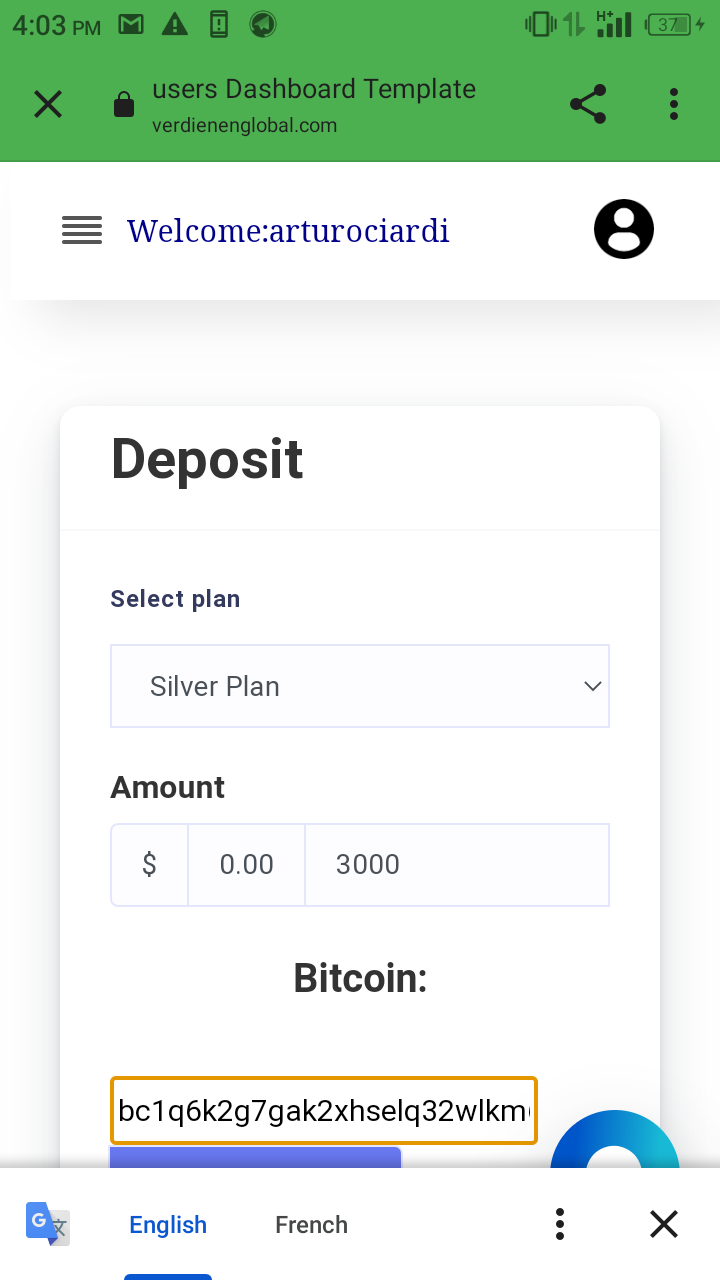 4:03 PM
H+
37
users Dashboard Template
verdienenglobal.com
Welcome:arturociardi
Deposit
Select plan
Silver Plan
Amount
$ 0.00 3000
Bitcoin:
bc1q6k2g7gak2xhselq32wlkm
G 文
English French